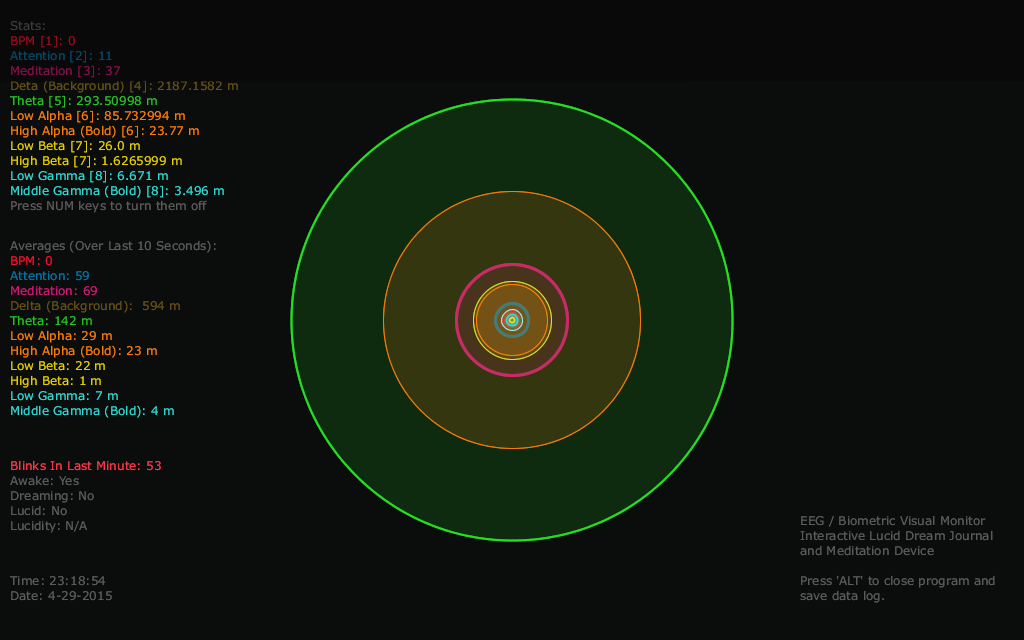 Stats:
BPM [1]: 0
Attention [2]: 11
Meditation [3]: 37
Deta (Background) [4]: 2187.1582 m
Theta [5]: 293.50998 m
Low Alpha [6]: 85.732994 m
High Alpha (Bold) [6]: 23.77 m
Low Beta [7]: 26.0 m
High Beta [7]: 1.6265999 m
Low Gamma [8]: 6.671 m
Middle Gamma (Bold) [8]: 3.496 m
Press NUM keys to turn them off
Averages (Over Last 10 Seconds):
BPM: 0
Attention: 59
Meditation: 69
Delta (Background):  594 m
Theta: 142 m
Low Alpha: 29 m
High Alpha (Bold): 23 m
Low Beta: 22 m
High Beta: 1 m
Low Gamma: 7 m
Middle Gamma (Bold): 4 m
Blinks In Last Minute: 53
Awake: Yes
Dreaming: No
Lucid: No
Lucidity: N/A
Time: 23:18:54
Date: 4-29-2015
EEG / Biometric Visual Monitor
Interactive Lucid Dream Journal
and Meditation Device
Press 'ALT' to close program and
save data log.